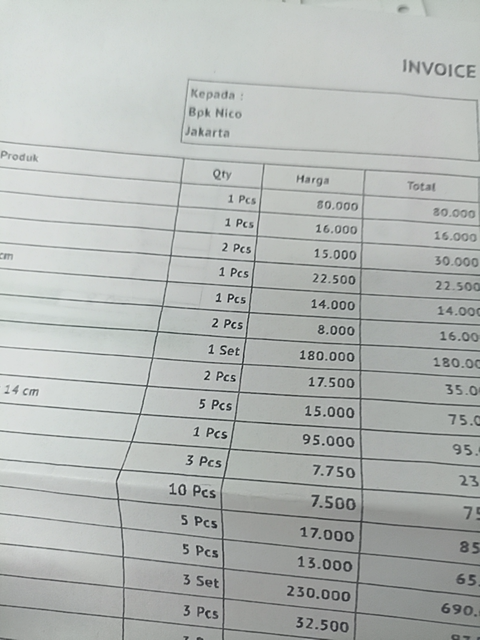 INVOICE
Kepada :
Bpk Nico
Jakarta
Produk Qty Harga Total
1 Pcs 80.000 80.000
1 Pcs 16.000 16.000
2 Pcs 15.000 30.000
cm 1 Pcs 22.500 22.500
1 Pcs 14.000 14.000
2 Pcs 8.000 16.00
1 Set 180.000 180.00
2 Pcs 17.500 35.0
14 cm 5 Pcs 15.000 75.0
1 Pcs 95.000 95.
3 Pcs 7.750 23
10 Pcs 7.500 75
5 Pcs 17.000 85
5 Pcs 13.000 65.
3 Set 230.000 690.
3 Pcs 32.500